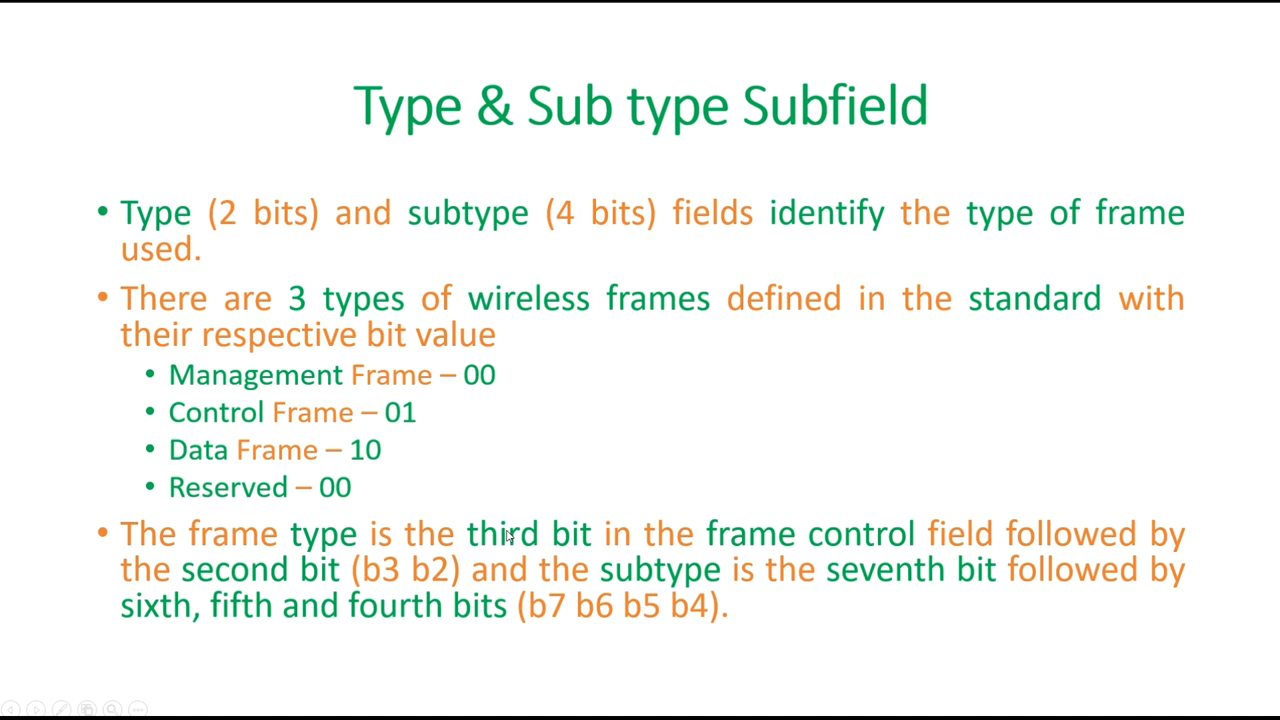 Type & Sub type Subfield
• Type (2 bits) and subtype (4 bits) fields identify the type of frame
used.
• There are 3 types of wireless frames defined in the standard with
their respective bit value
• Management Frame – 00
• Control Frame – 01
• Data Frame – 10
• Reserved – 00
• The frame type is the third bit in the frame control field followed by
the second bit (b3 b2) and the subtype is the seventh bit followed by
sixth, fifth and fourth bits (b7 b6 b5 b4).